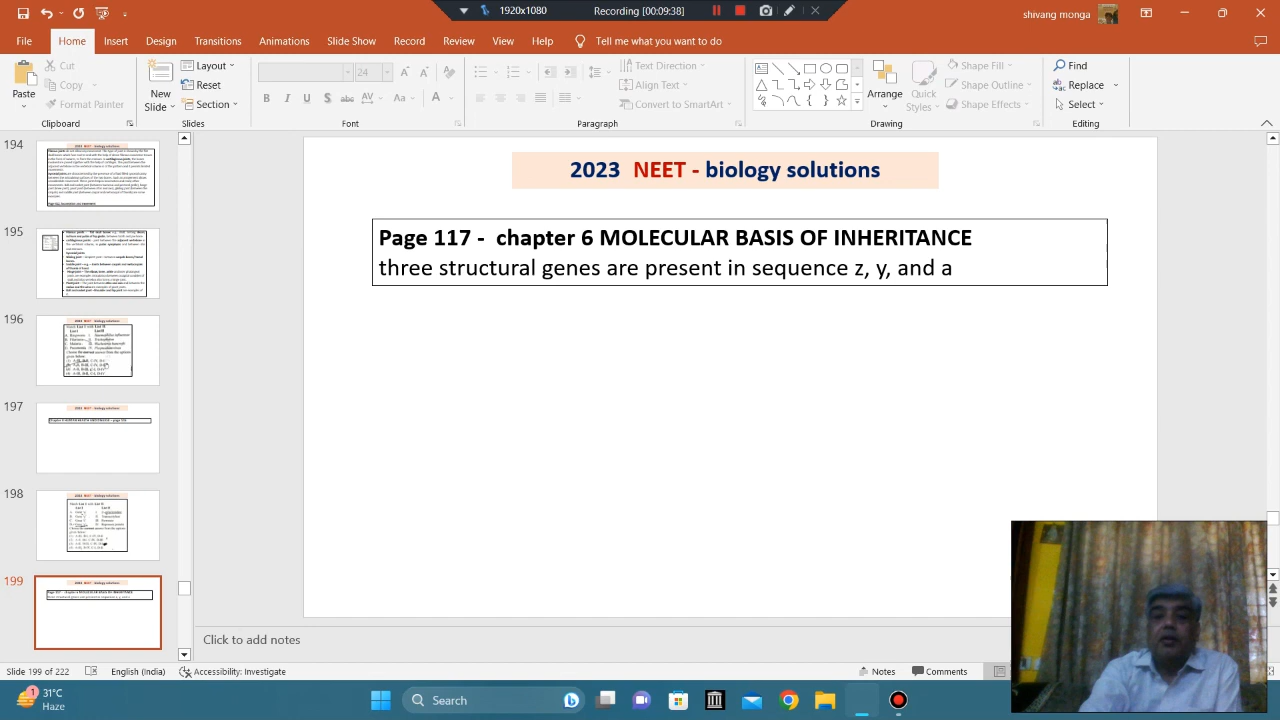 1920x1080
Recording [00:09:38]
shivang monga
File Home Insert Design Transitions Animations Slide Show Record Review View Help Tell me what you want to do
Paste
Cut
Copy
Format Painter
Clipboard
New Slide
Layout
Reset
Section
Slides
24
Font
Text Direction
Align Text
Convert to SmartArt
Paragraph
Arrange
Quick Styles
Shape Fill
Shape Outline
Shape Effects
Drawing
Find
Replace
Select
Editing
194
195
196
197
198
199
2023 NEET - biology solutions
Page 117 - chapter 6 MOLECULAR BASIS OF INHERITANCE
three structural genes are present in sequence z, y, and a
Click to add notes
Slide 199 of 222
English (India)
Accessibility: Investigate
Notes
Comments
1
31°C
Haze
Search